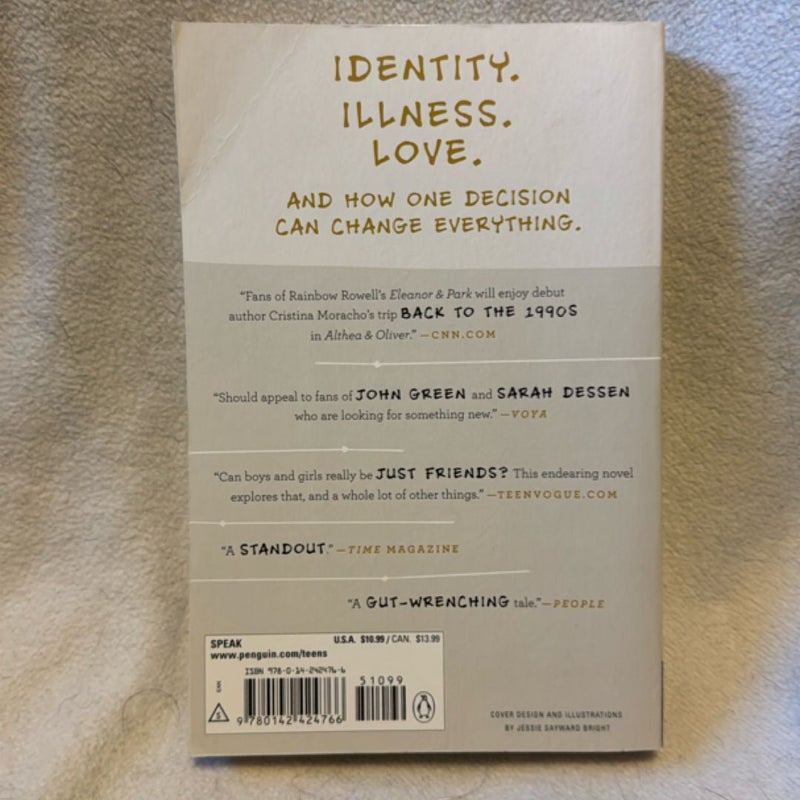 IDENTITY.
ILLNESS.
LOVE.
AND HOW ONE DECISION
CAN CHANGE EVERYTHING.
“Fans of Rainbow Rowell’s Eleanor & Park will enjoy debut
author Cristina Moracho’s trip BACK TO THE 1990S
in Althea & Oliver.” —CNN.COM
“Should appeal to fans of JOHN GREEN and SARAH DESSEN
who are looking for something new.” —VOYA
“Can boys and girls really be JUST FRIENDS? This endearing novel
explores that, and a whole lot of other things.” —TEENVOGUE.COM
“A STANDOUT.” —TIME MAGAZINE
“A GUT-WRENCHING tale.”—PEOPLE
SPEAK
www.penguin.com/teens
U.S.A. $10.99 / CAN. $13.99
ISBN 978-0-14-242476-6
51099
EAN
S
9 780142 424766
COVER DESIGN AND ILLUSTRATIONS
BY JESSIE SAYWARD BRIGHT